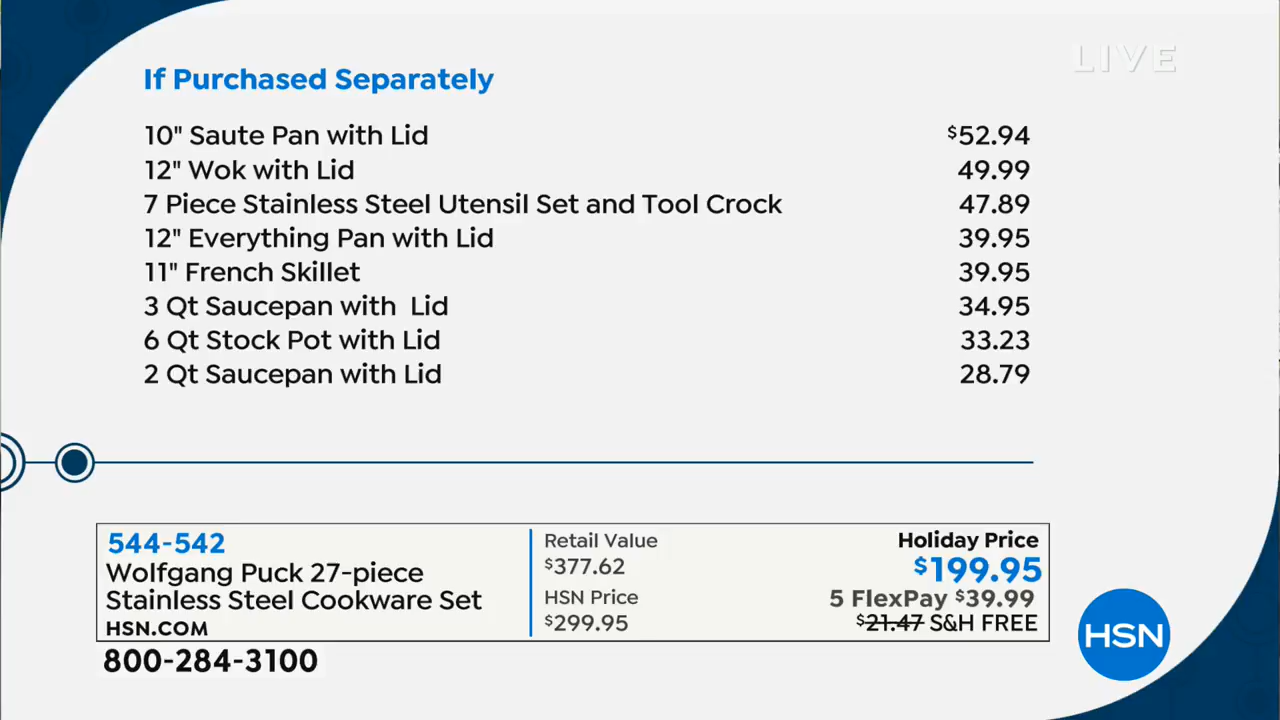 LIVE
If Purchased Separately
10" Saute Pan with Lid $52.94
12" Wok with Lid 49.99
7 Piece Stainless Steel Utensil Set and Tool Crock 47.89
12" Everything Pan with Lid 39.95
11" French Skillet 39.95
3 Qt Saucepan with Lid 34.95
6 Qt Stock Pot with Lid 33.23
2 Qt Saucepan with Lid 28.79
544-542
Wolfgang Puck 27-piece
Stainless Steel Cookware Set
HSN.COM
Retail Value
$377.62
HSN Price
$299.95
Holiday Price
$199.95
5 FlexPay $39.99
$21.47 S&H FREE
800-284-3100
HSN